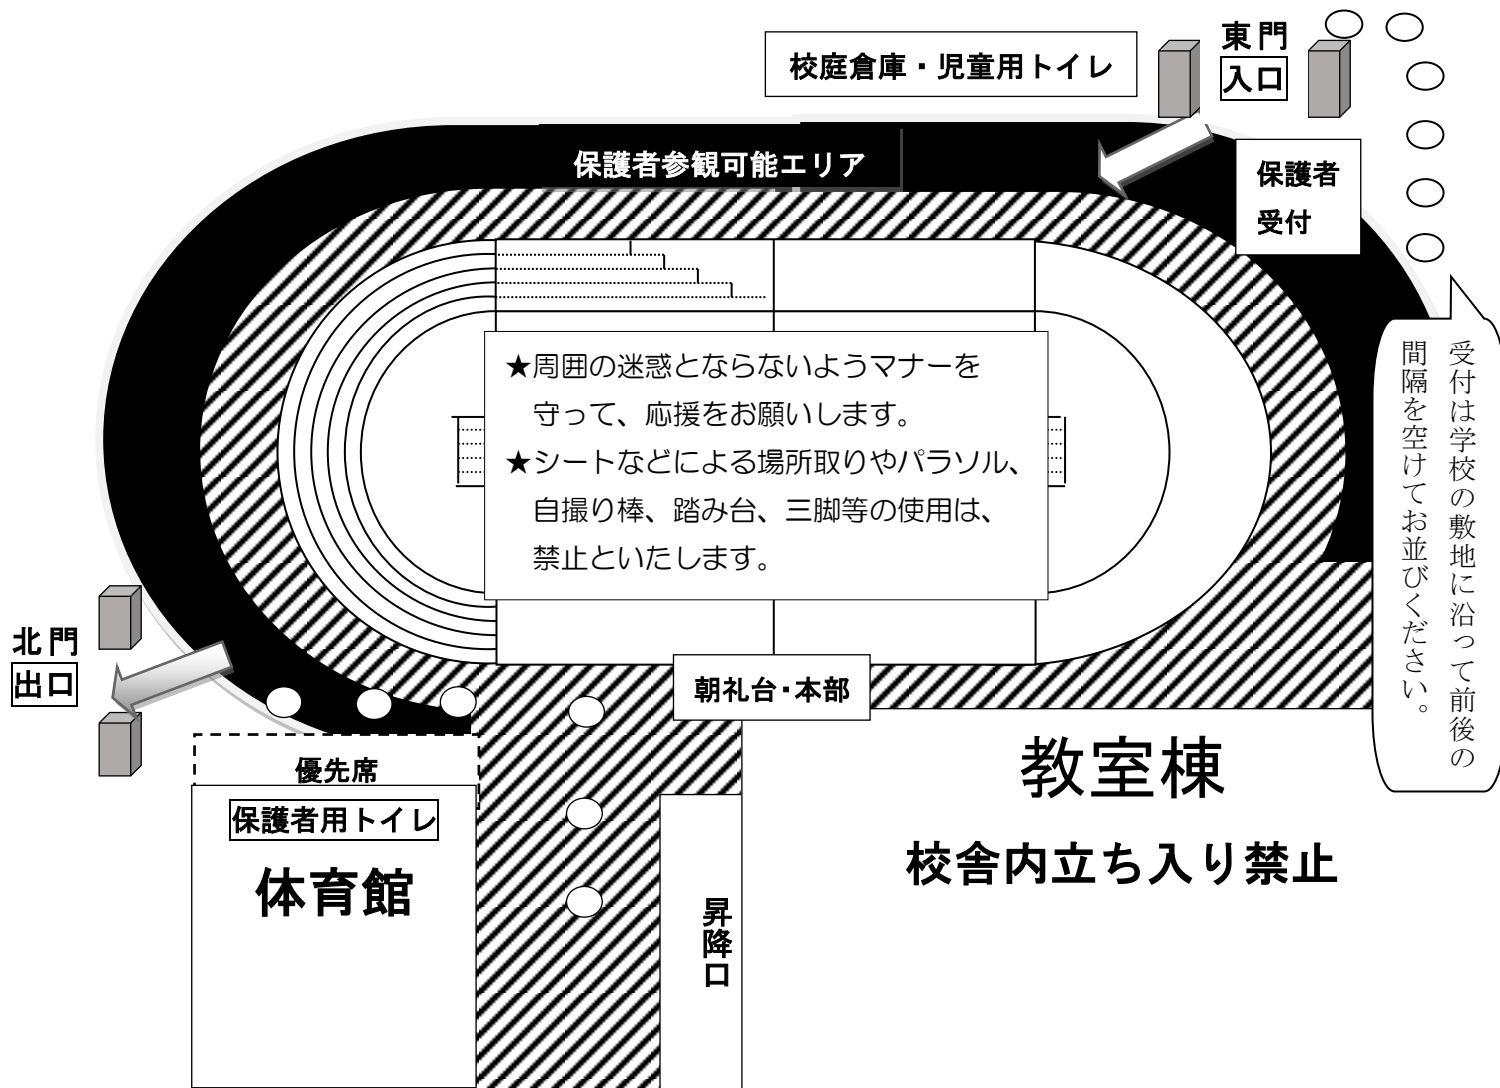 東門
入口
校庭倉庫・児童用トイレ
保護者参観可能エリア
保護者
受付
★周囲の迷惑とならないようマナーを
守って、応援をお願いします。
★シートなどによる場所取りやパラソル、
自撮り棒、踏み台、三脚等の使用は、
禁止といたします。
受付は学校の敷地に沿って前後の
間隔を空けてお並びください。
北門
出口
朝礼台・本部
優先席
保護者用トイレ
体育館
昇降口
教室棟
校舎内立ち入り禁止